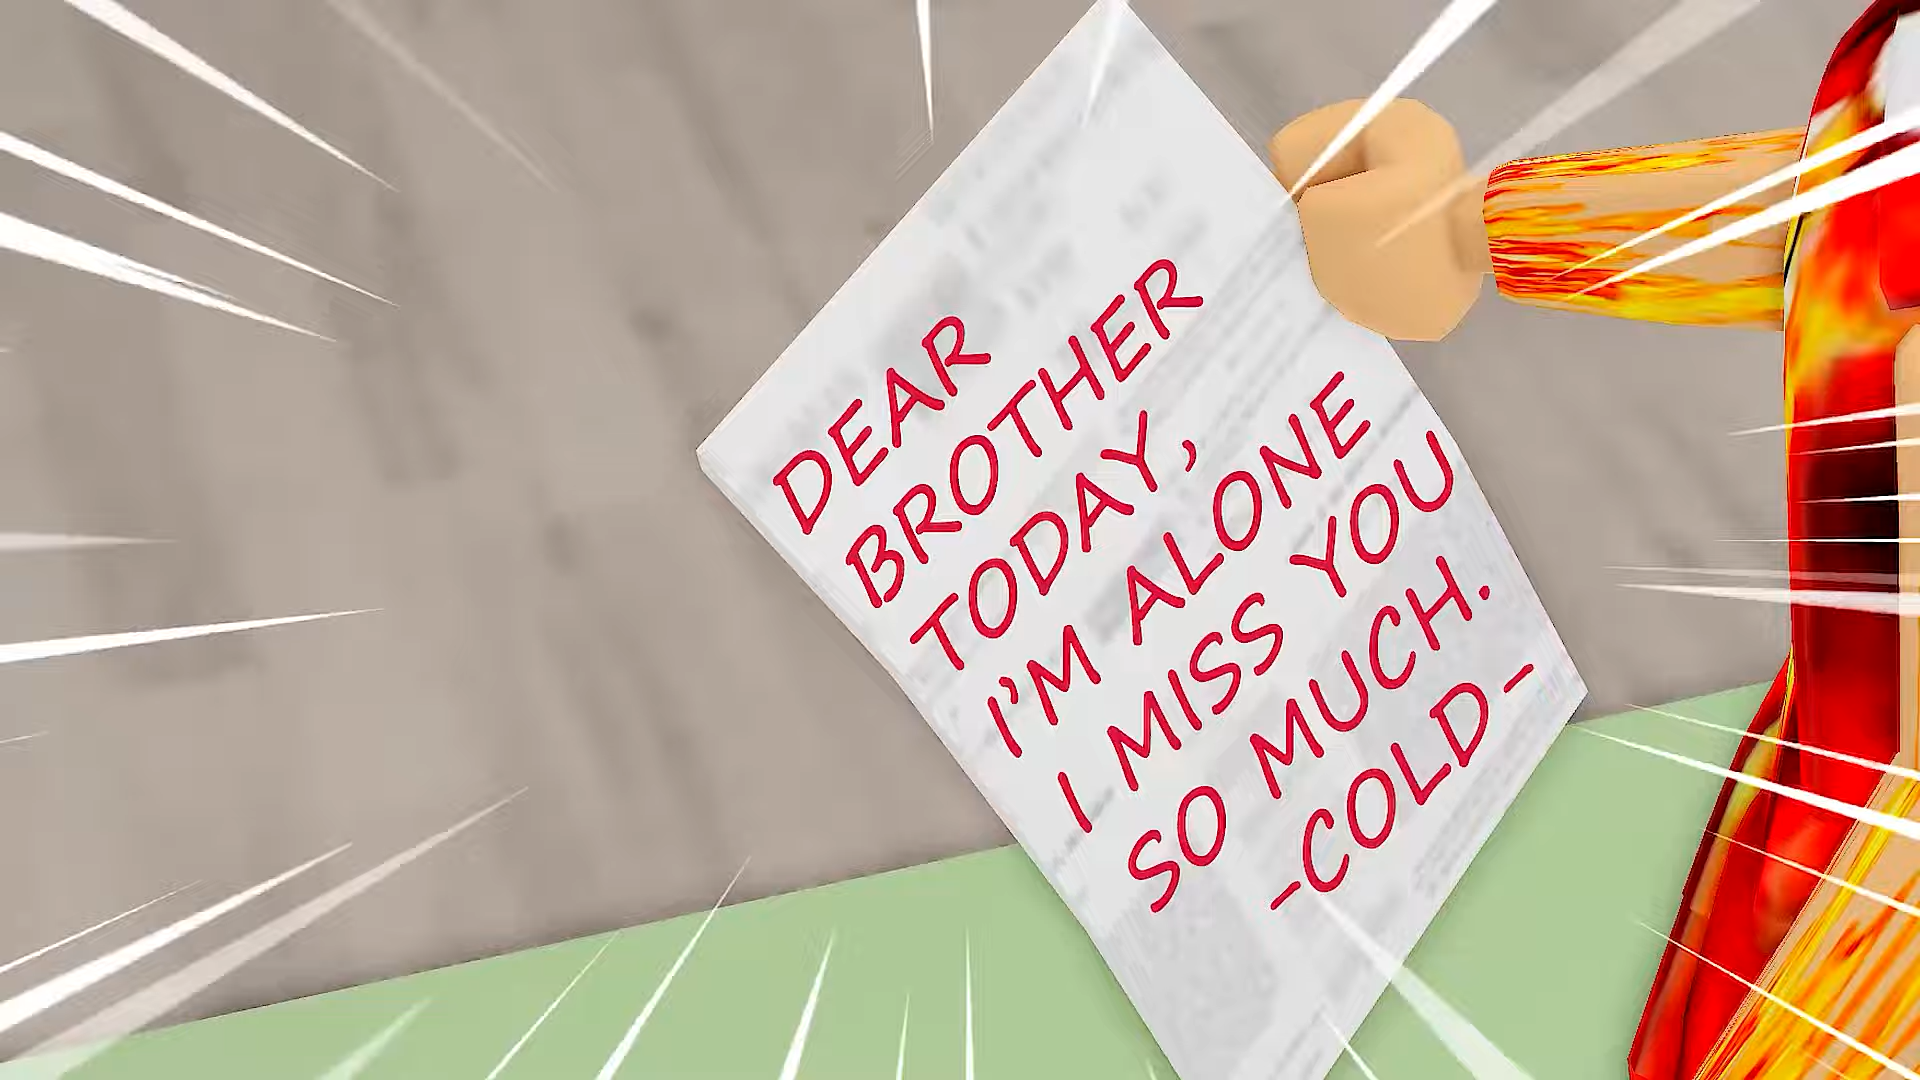 DEAR
BROTHER
TODAY,
I'M ALONE
I MISS YOU
SO MUCH.
-COLD-